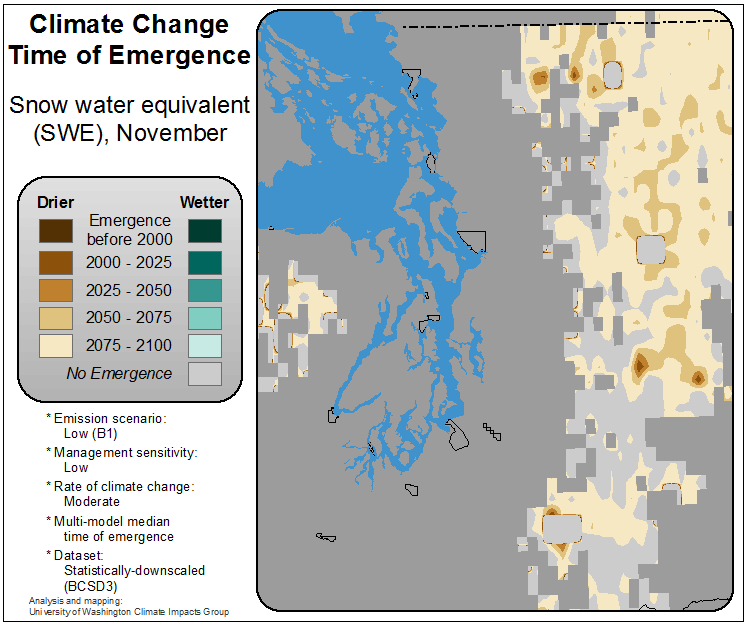 Climate Change
Time of Emergence
Snow water equivalent
(SWE), November
Drier Wetter
Emergence
before 2000
2000 - 2025
2025 - 2050
2050 - 2075
2075 - 2100
No Emergence
* Emission scenario:
Low (B1)
* Management sensitivity:
Low
* Rate of climate change:
Moderate
* Multi-model median
time of emergence
* Dataset:
Statistically-downscaled
(BCSD3)
Analysis and mapping:
University of Washington Climate Impacts Group